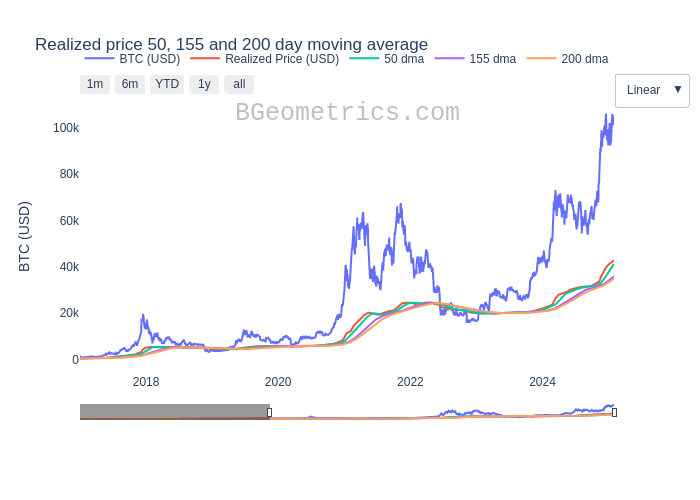 Realized price 50, 155 and 200 day moving average
BTC (USD) Realized Price (USD) 50 dma 155 dma 200 dma
1m 6m YTD 1y all
Linear ▼
BGeometrics.com
BTC (USD)
100k
80k
60k
40k
20k
0
2018 2020 2022 2024